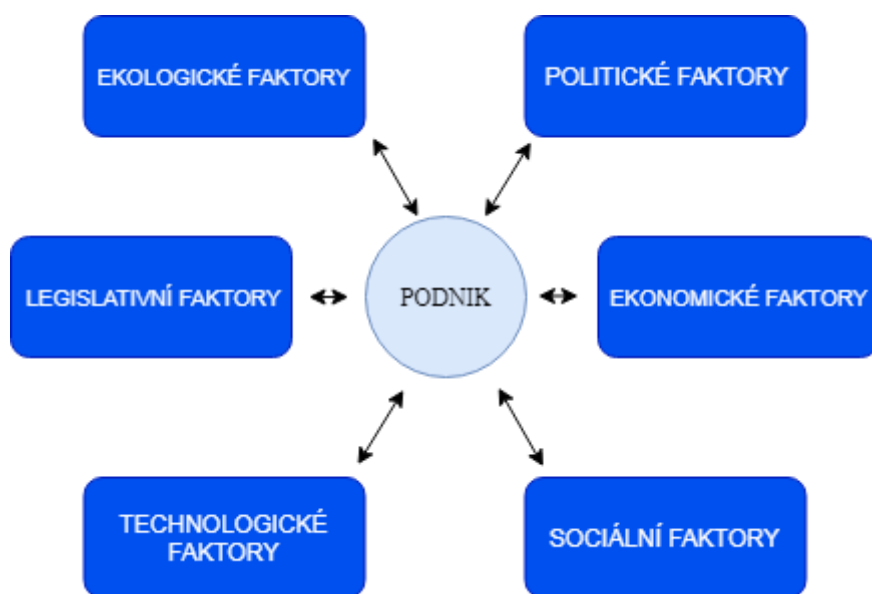 EKOLOGICKÉ FAKTORY
POLITICKÉ FAKTORY
LEGISLATIVNÍ FAKTORY
PODNIK
EKONOMICKÉ FAKTORY
TECHNOLOGICKÉ
FAKTORY
SOCIÁLNÍ FAKTORY